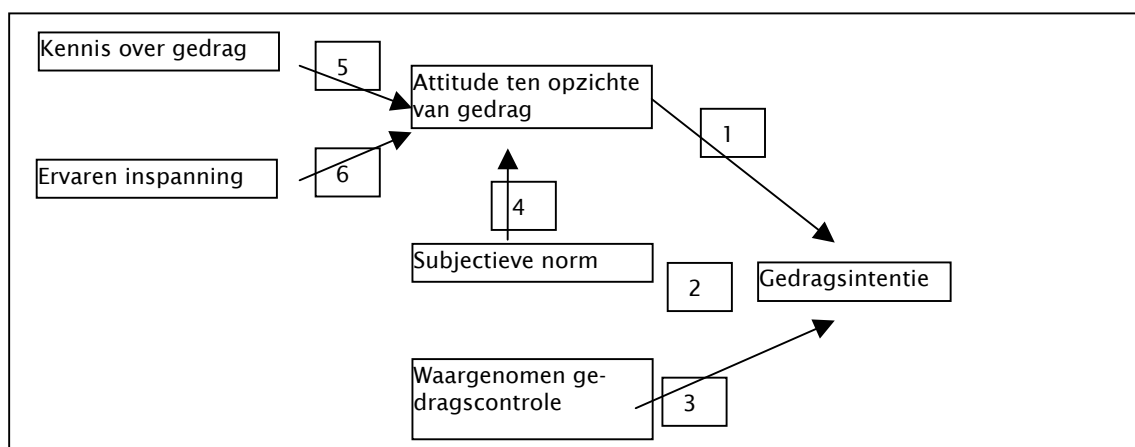 Kennis over gedrag
5
Attitude ten opzichte
van gedrag
1
Ervaren inspanning
6
4
Subjectieve norm
2
Gedragsintentie
Waargenomen ge-
dragscontrole
3